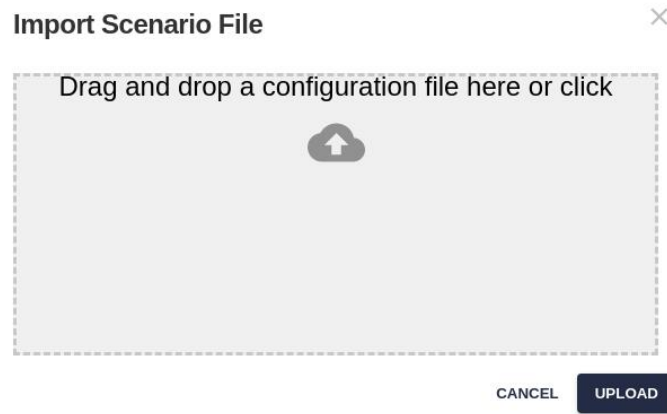 Import Scenario File
Drag and drop a configuration file here or click
CANCEL UPLOAD